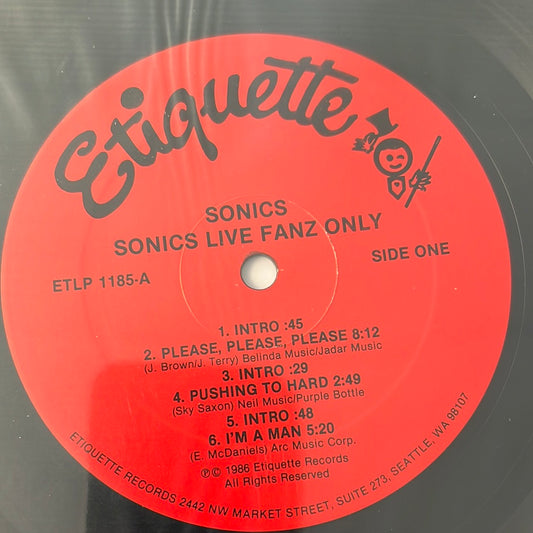 Etiquette
SONICS
SONICS L!VE FANZ ONLY
ETLP 1185-A
SIDE ONE
1. INTRO :45
2. PLEASE, PLEASE, PLEASE 8:12
(J. Brown/J. Terry) Belinda Music/Jadar Music
3. INTRO :29
4. PUSHING TO HARD 2:49
(Sky Saxon) Neil Music/Purple Bottle
5. INTRO :48
6. I'M A MAN 5:20
(E. McDaniels) Arc Music Corp.
℗© 1986 Etiquette Records
All Rights Reserved
ETIQUETTE RECORDS 2442 NW MARKET STREET, SUITE 273, SEATTLE, WA 98107